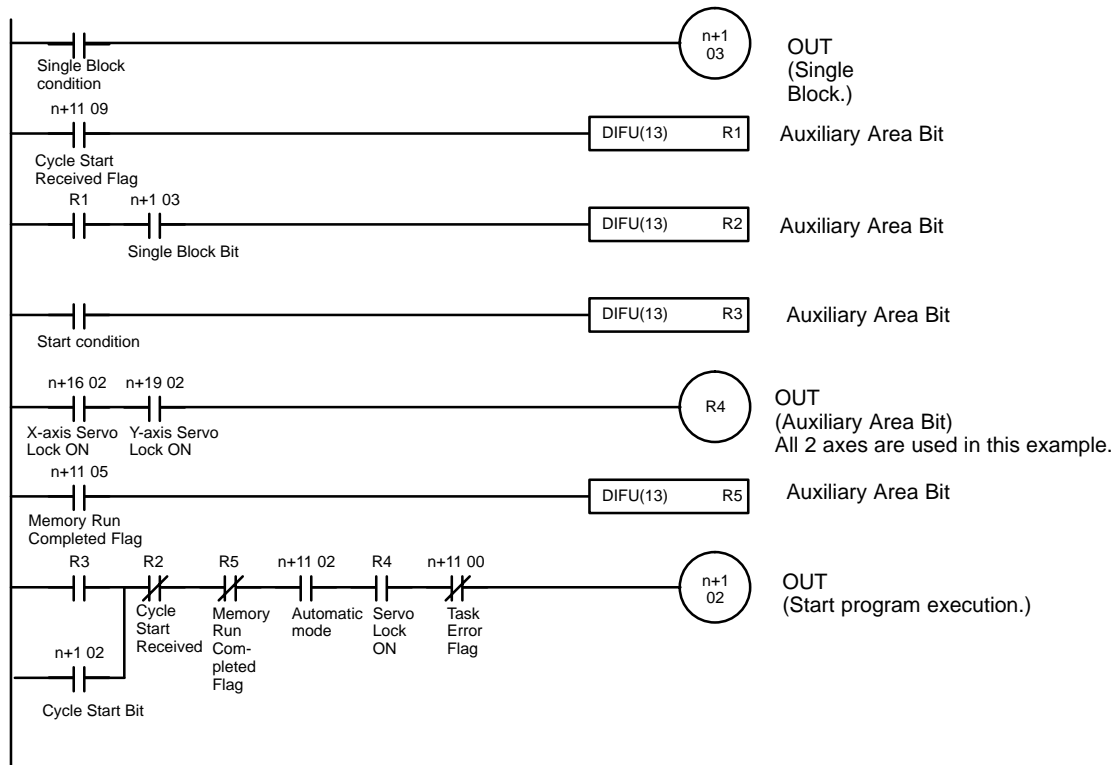 n+1
03
OUT
(Single
Block.)
Single Block
condition
n+11 09
DIFU(13) R1
Auxiliary Area Bit
Cycle Start
Received Flag
R1 n+1 03
DIFU(13) R2
Auxiliary Area Bit
Single Block Bit
DIFU(13) R3
Auxiliary Area Bit
Start condition
n+16 02 n+19 02
R4
OUT
(Auxiliary Area Bit)
All 2 axes are used in this example.
X-axis Servo
Lock ON
Y-axis Servo
Lock ON
n+11 05
DIFU(13) R5
Auxiliary Area Bit
Memory Run
Completed Flag
R3 R2 R5 n+11 02 R4 n+11 00
n+1
02
OUT
(Start program execution.)
Cycle
Start
Received
Memory
Run
Com-
pleted
Flag
Automatic
mode
Servo
Lock
ON
Task
Error
Flag
n+1 02
Cycle Start Bit